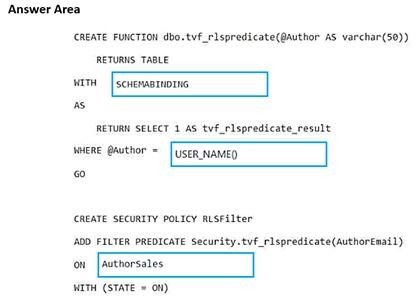 Answer Area
CREATE FUNCTION dbo.tvf_rlspredicate(@Author AS varchar(50))
RETURNS TABLE
WITH SCHEMABINDING
AS
RETURN SELECT 1 AS tvf_rlspredicate_result
WHERE @Author = USER_NAME()
GO
CREATE SECURITY POLICY RLSFilter
ADD FILTER PREDICATE Security.tvf_rlspredicate(AuthorEmail)
ON AuthorSales
WITH (STATE = ON)